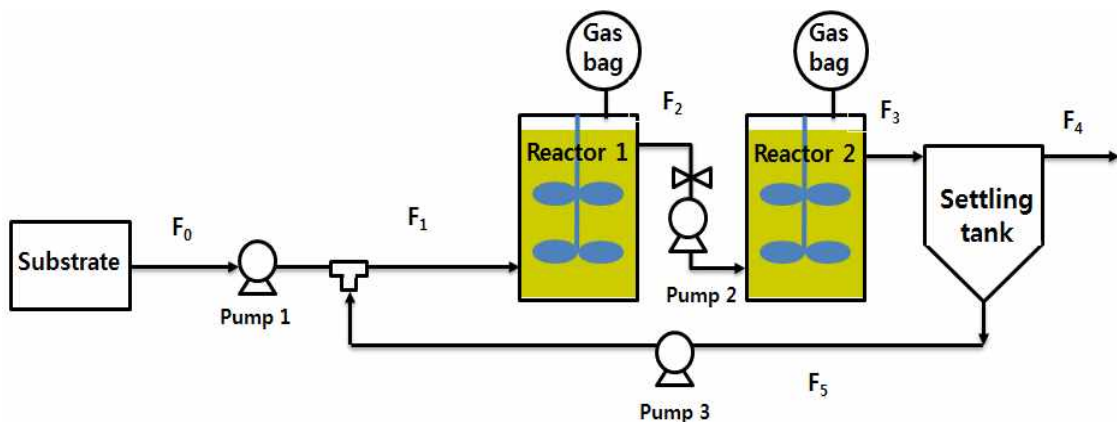 Gas
bag
Gas
bag
F2
F3
F4
Reactor 1
Reactor 2
Settling
tank
F0
F1
Substrate
Pump 1
Pump 2
Pump 3
F5